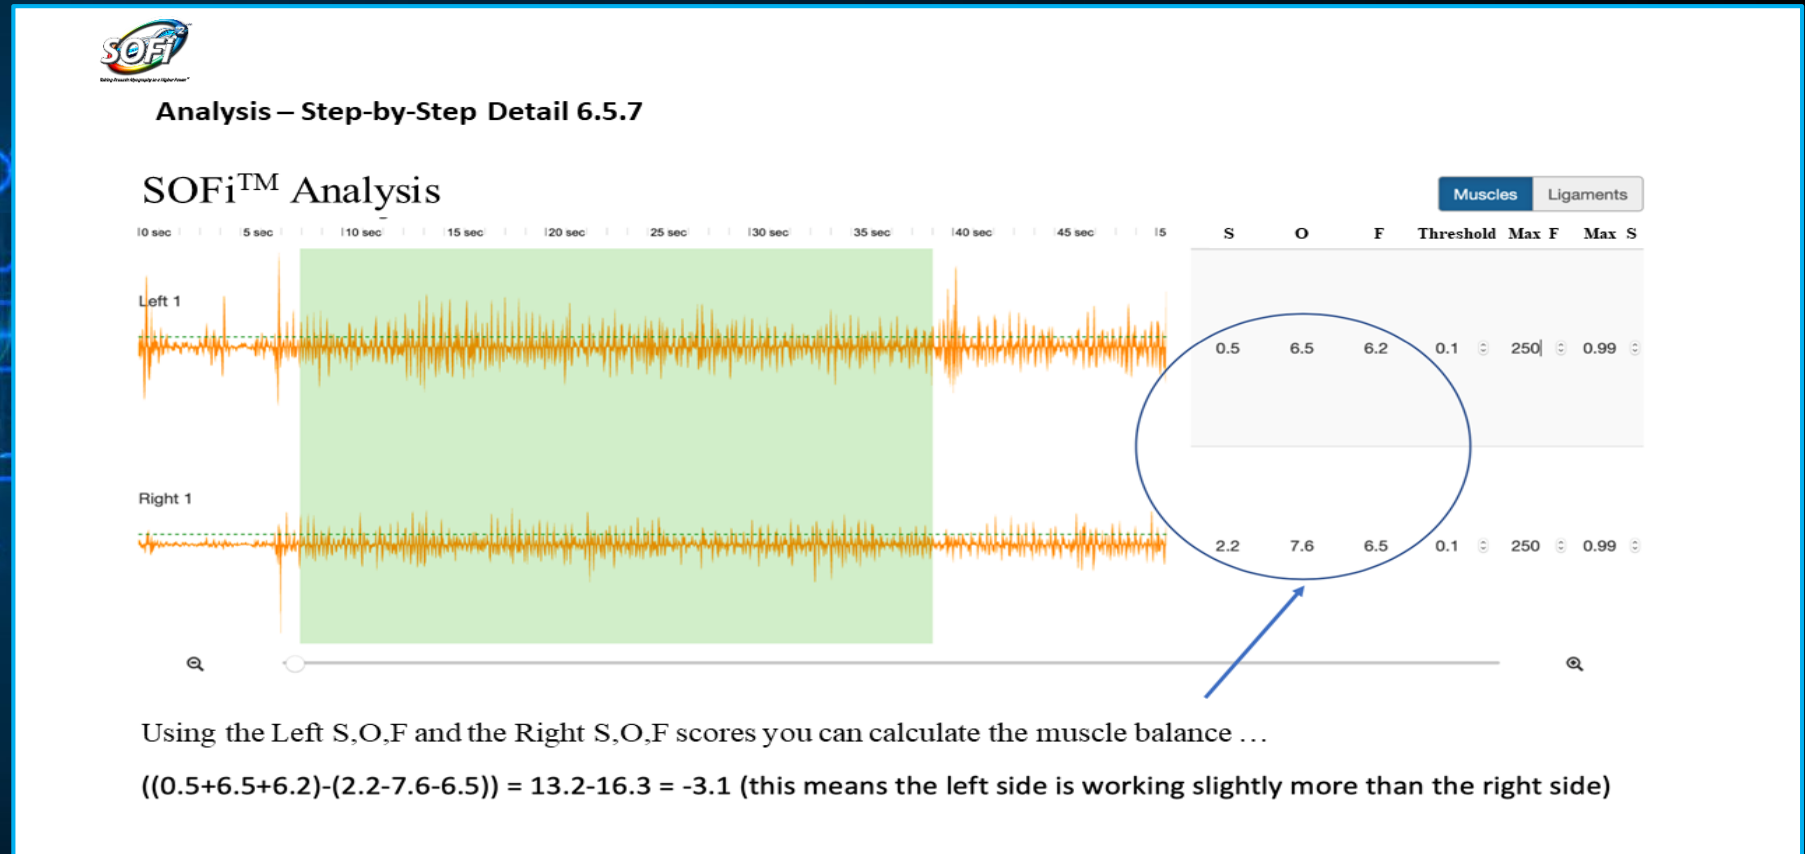 SOFi
Analysis – Step-by-Step Detail 6.5.7
SOFi™ Analysis
Muscles Ligaments
0 sec 5 sec 10 sec 15 sec 20 sec 25 sec 30 sec 35 sec 40 sec 45 sec 5 S O F Threshold Max F Max S
Left 1
0.5 6.5 6.2 0.1 250 0.99
Right 1
2.2 7.6 6.5 0.1 250 0.99
Using the Left S,O,F and the Right S,O,F scores you can calculate the muscle balance …
((0.5+6.5+6.2)-(2.2-7.6-6.5)) = 13.2-16.3 = -3.1 (this means the left side is working slightly more than the right side)